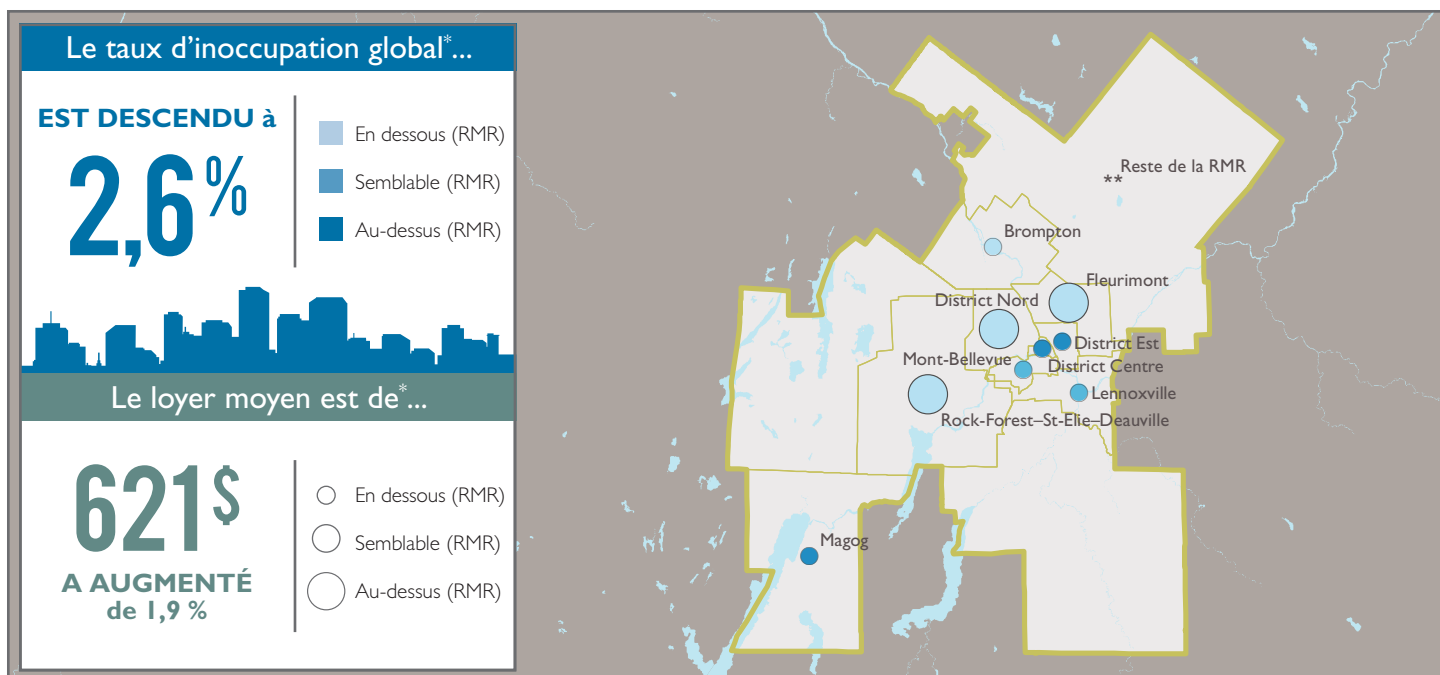 Le taux d'inoccupation global*...
EST DESCENDU à
2,6 %
En dessous (RMR)
Semblable (RMR)
Au-dessus (RMR)
Le loyer moyen est de*...
621 $
A AUGMENTÉ
de 1,9 %
En dessous (RMR)
Semblable (RMR)
Au-dessus (RMR)
Reste de la RMR
**
Brompton
Fleurimont
District Nord
District Est
Mont-Bellevue
District Centre
Lennoxville
Rock-Forest–St-Elie–Deauville
Magog